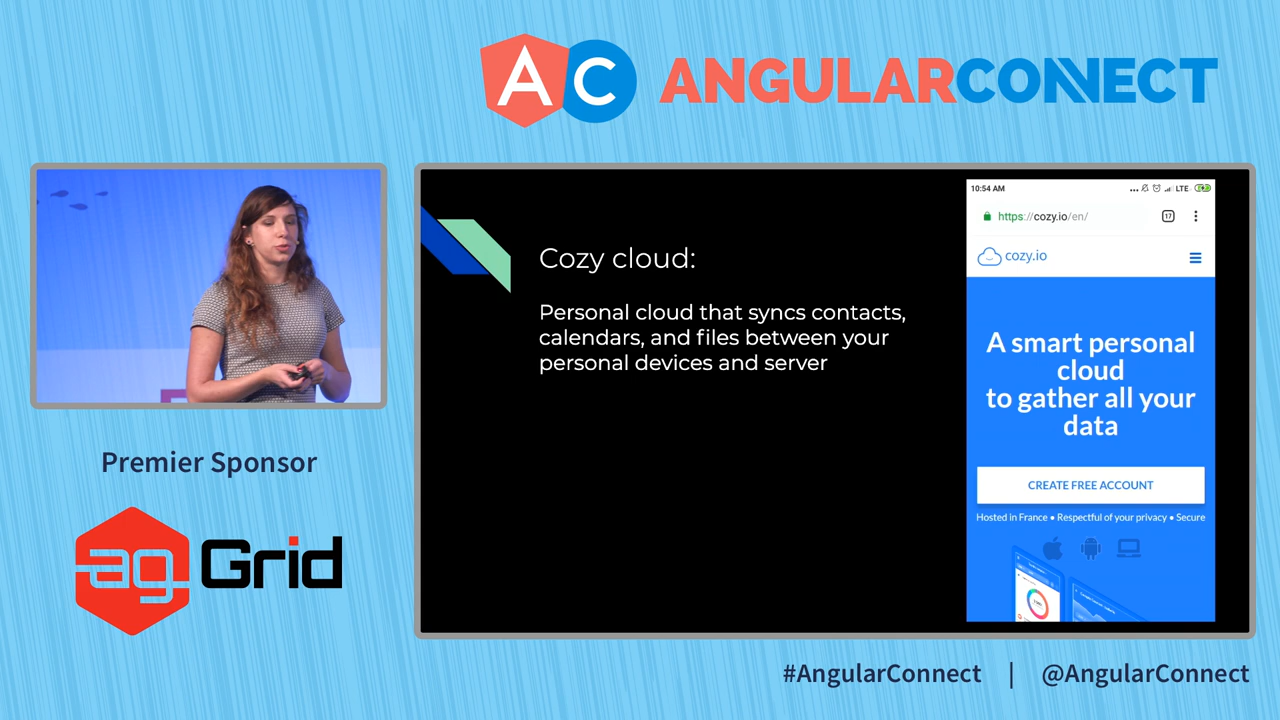 AC ANGULARCONNECT
Cozy cloud:
Personal cloud that syncs contacts,
calendars, and files between your
personal devices and server
10:54 AM
LTE
https://cozy.io/en/
17
cozy.io
A smart personal
cloud
to gather all your
data
CREATE FREE ACCOUNT
Hosted in France • Respectful of your privacy • Secure
Premier Sponsor
ag Grid
#AngularConnect | @AngularConnect